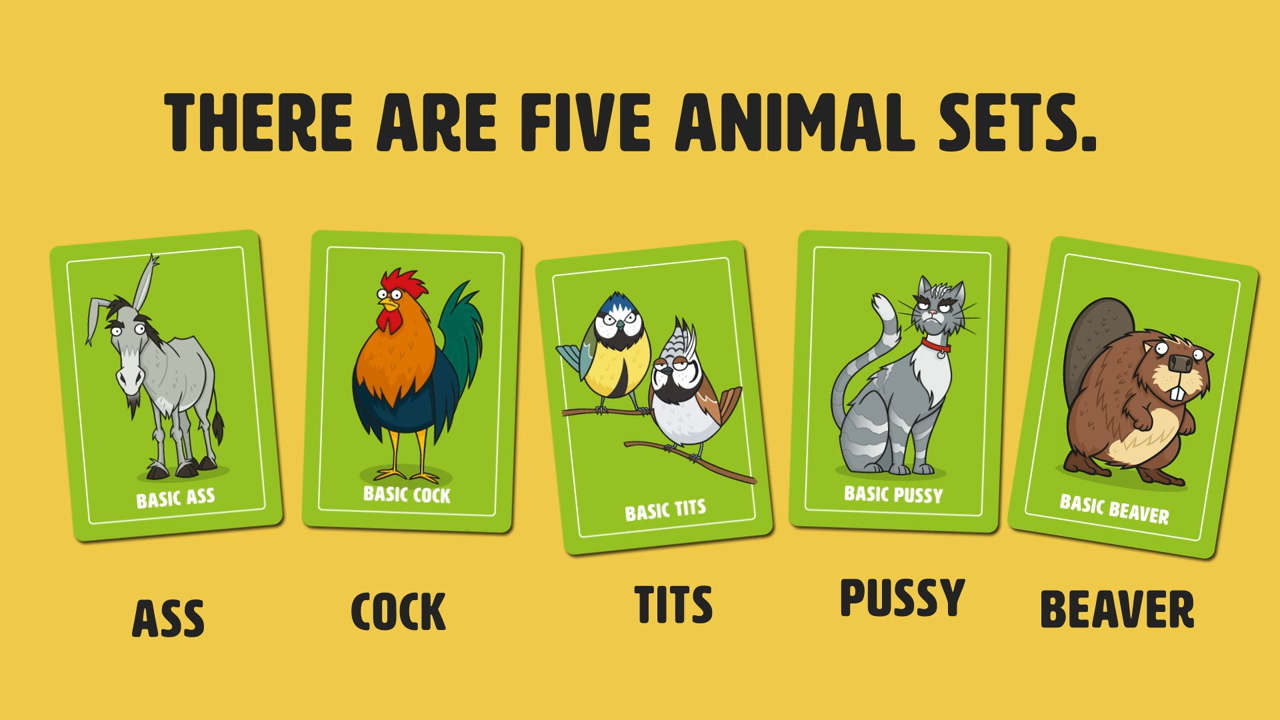 THERE ARE FIVE ANIMAL SETS.
BASIC ASS
BASIC COCK
BASIC TITS
BASIC PUSSY
BASIC BEAVER
ASS
COCK
TITS
PUSSY
BEAVER